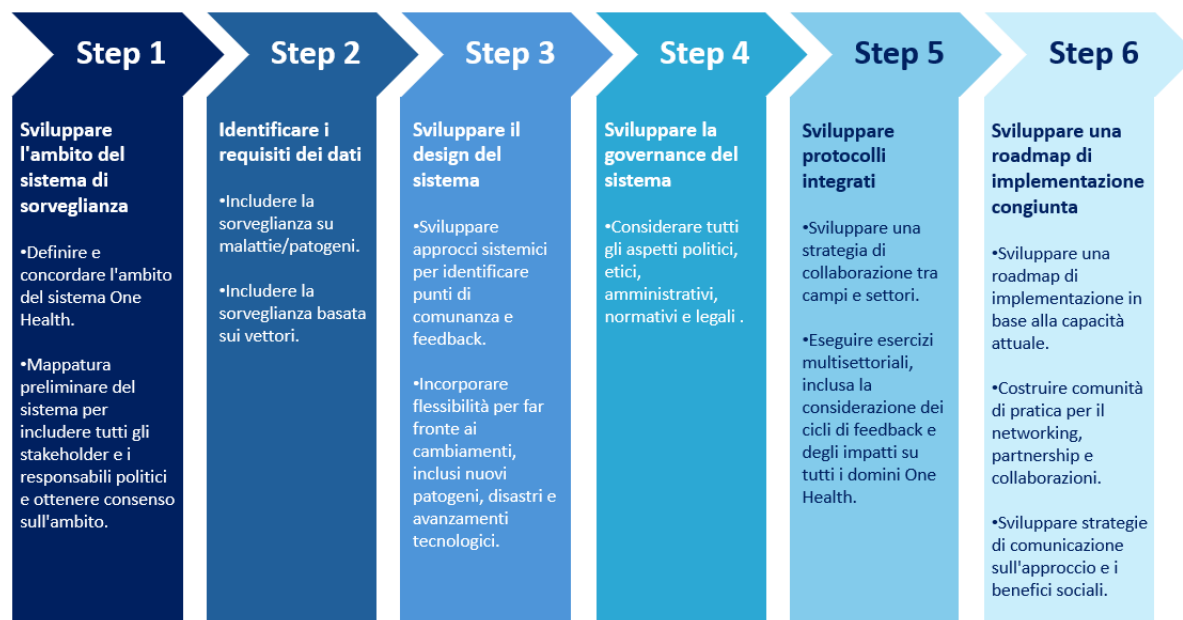 Step 1
Sviluppare
l'ambito del
sistema di
sorveglianza
•Definire e
concordare l'ambito
del sistema One
Health.
•Mappatura
preliminare del
sistema per
includere tutti gli
stakeholder e i
responsabili politici
e ottenere consenso
sull'ambito.
Step 2
Identificare i
requisiti dei dati
•Includere la
sorveglianza su
malattie/patogeni.
•Includere la
sorveglianza basata
sui vettori.
Step 3
Sviluppare il
design del
sistema
•Sviluppare
approcci sistemici
per identificare
punti di
comunanza e
feedback.
•Incorporare
flessibilità per far
fronte ai
cambiamenti,
inclusi nuovi
patogeni, disastri e
avanzamenti
tecnologici.
Step 4
Sviluppare la
governance del
sistema
•Considerare tutti
gli aspetti politici,
etici,
amministrativi,
normativi e legali .
Step 5
Sviluppare
protocolli
integrati
•Sviluppare una
strategia di
collaborazione tra
campi e settori.
•Eseguire esercizi
multisettoriali,
inclusa la
considerazione dei
cicli di feedback e
degli impatti su
tutti i domini One
Health.
Step 6
Sviluppare una
roadmap di
implementazione
congiunta
•Sviluppare una
roadmap di
implementazione in
base alla capacità
attuale.
•Costruire comunità
di pratica per il
networking,
partnership e
collaborazioni.
•Sviluppare strategie
di comunicazione
sull'approccio e i
benefici sociali.